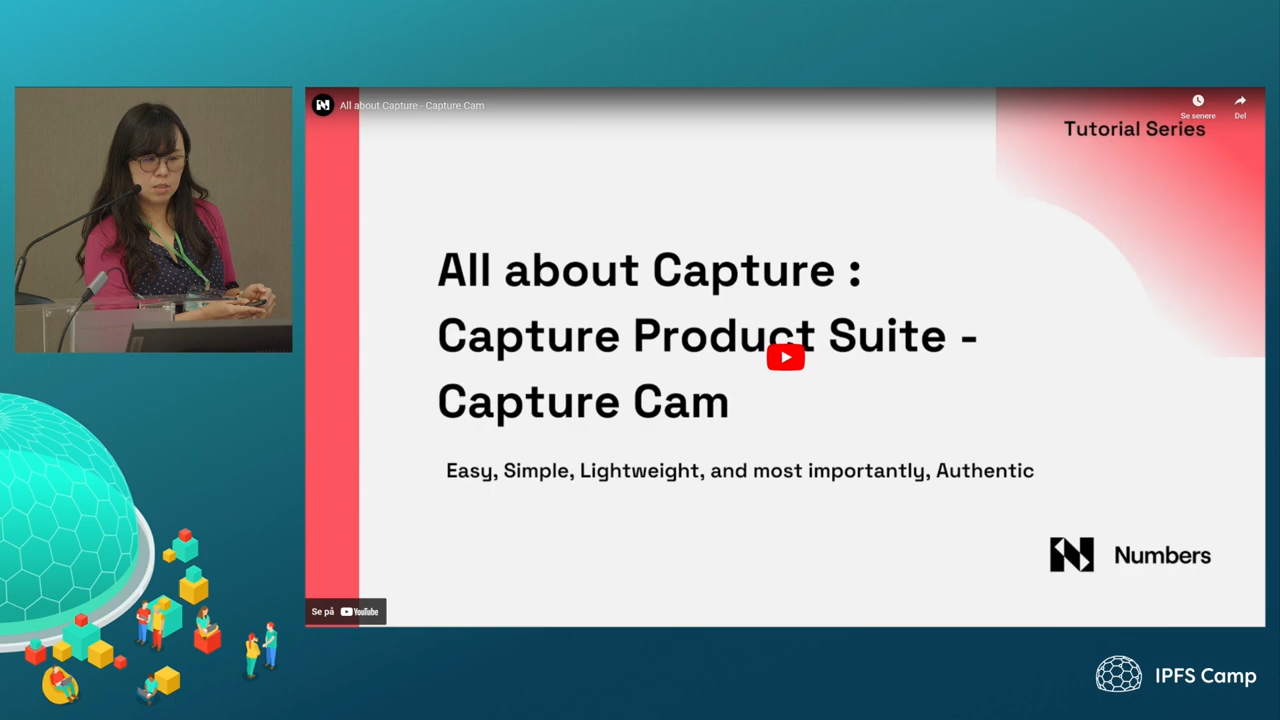 All about Capture - Capture Cam
Se senere
Del
Tutorial Series
All about Capture :
Capture Product Suite -
Capture Cam
Easy, Simple, Lightweight, and most importantly, Authentic
Numbers
Se på YouTube
IPFS Camp